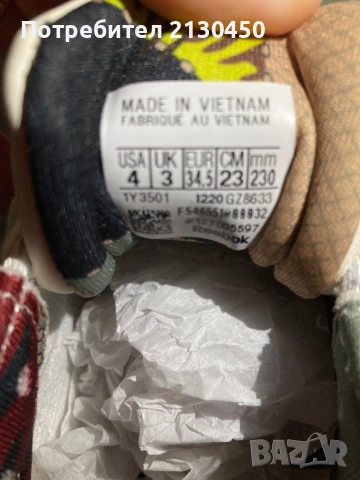 Потребител 2130450
MADE IN VIETNAM
FABRIQUÉ AU VIETNAM
USA UK EUR CM mm
4 3 34.5 23 230
1Y3501 1220 GZ8633
Reebok
BAZAR